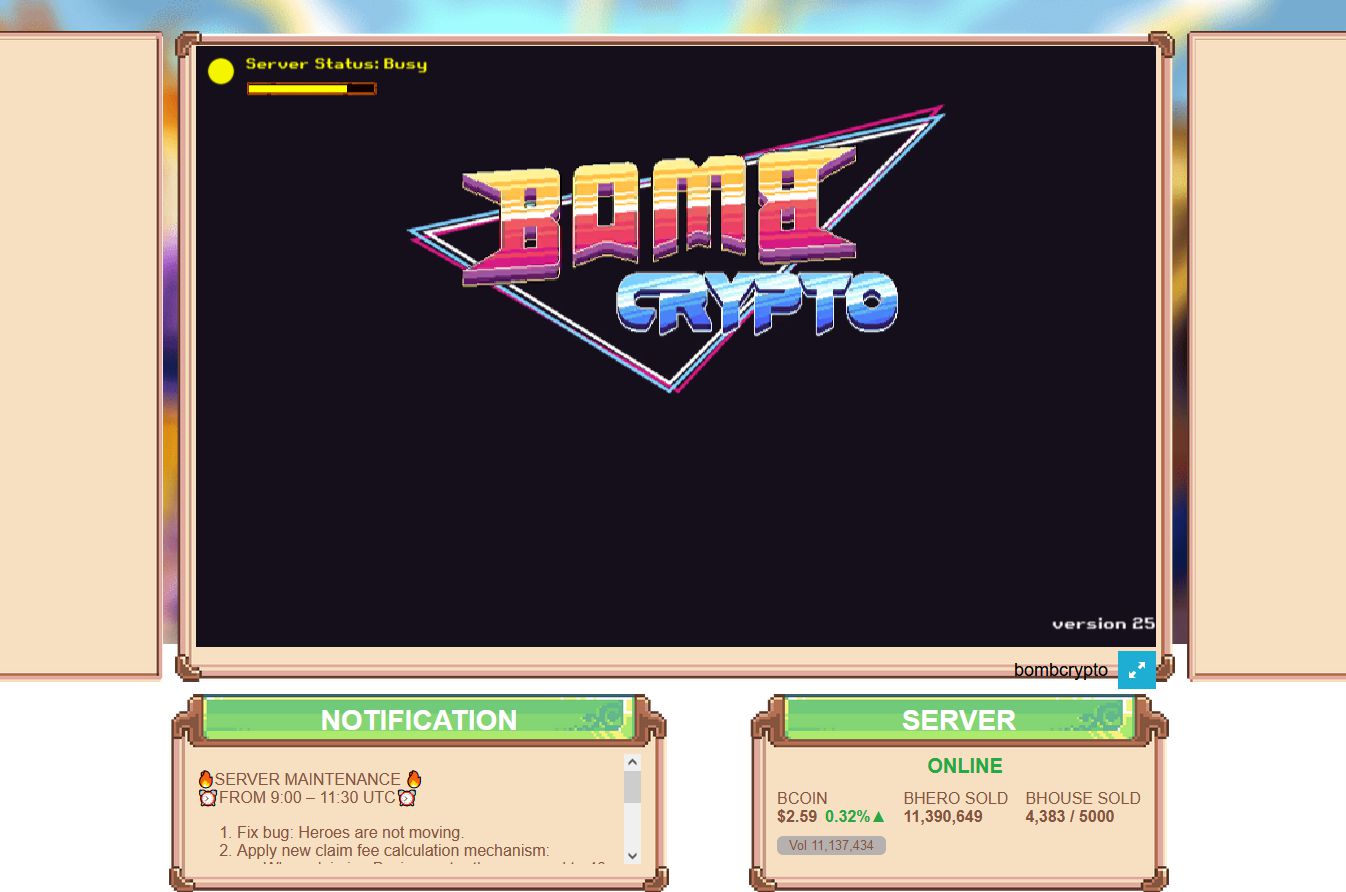 Server Status: Busy
BOMB
CRYPTO
version 25
bombcrypto
NOTIFICATION
🔥SERVER MAINTENANCE 🔥
⏰FROM 9:00 – 11:30 UTC⏰
1. Fix bug: Heroes are not moving.
2. Apply new claim fee calculation mechanism:
SERVER
ONLINE
BCOIN BHERO SOLD BHOUSE SOLD
$2.59 0.32%▲ 11,390,649 4,383 / 5000
Vol 11,137,434